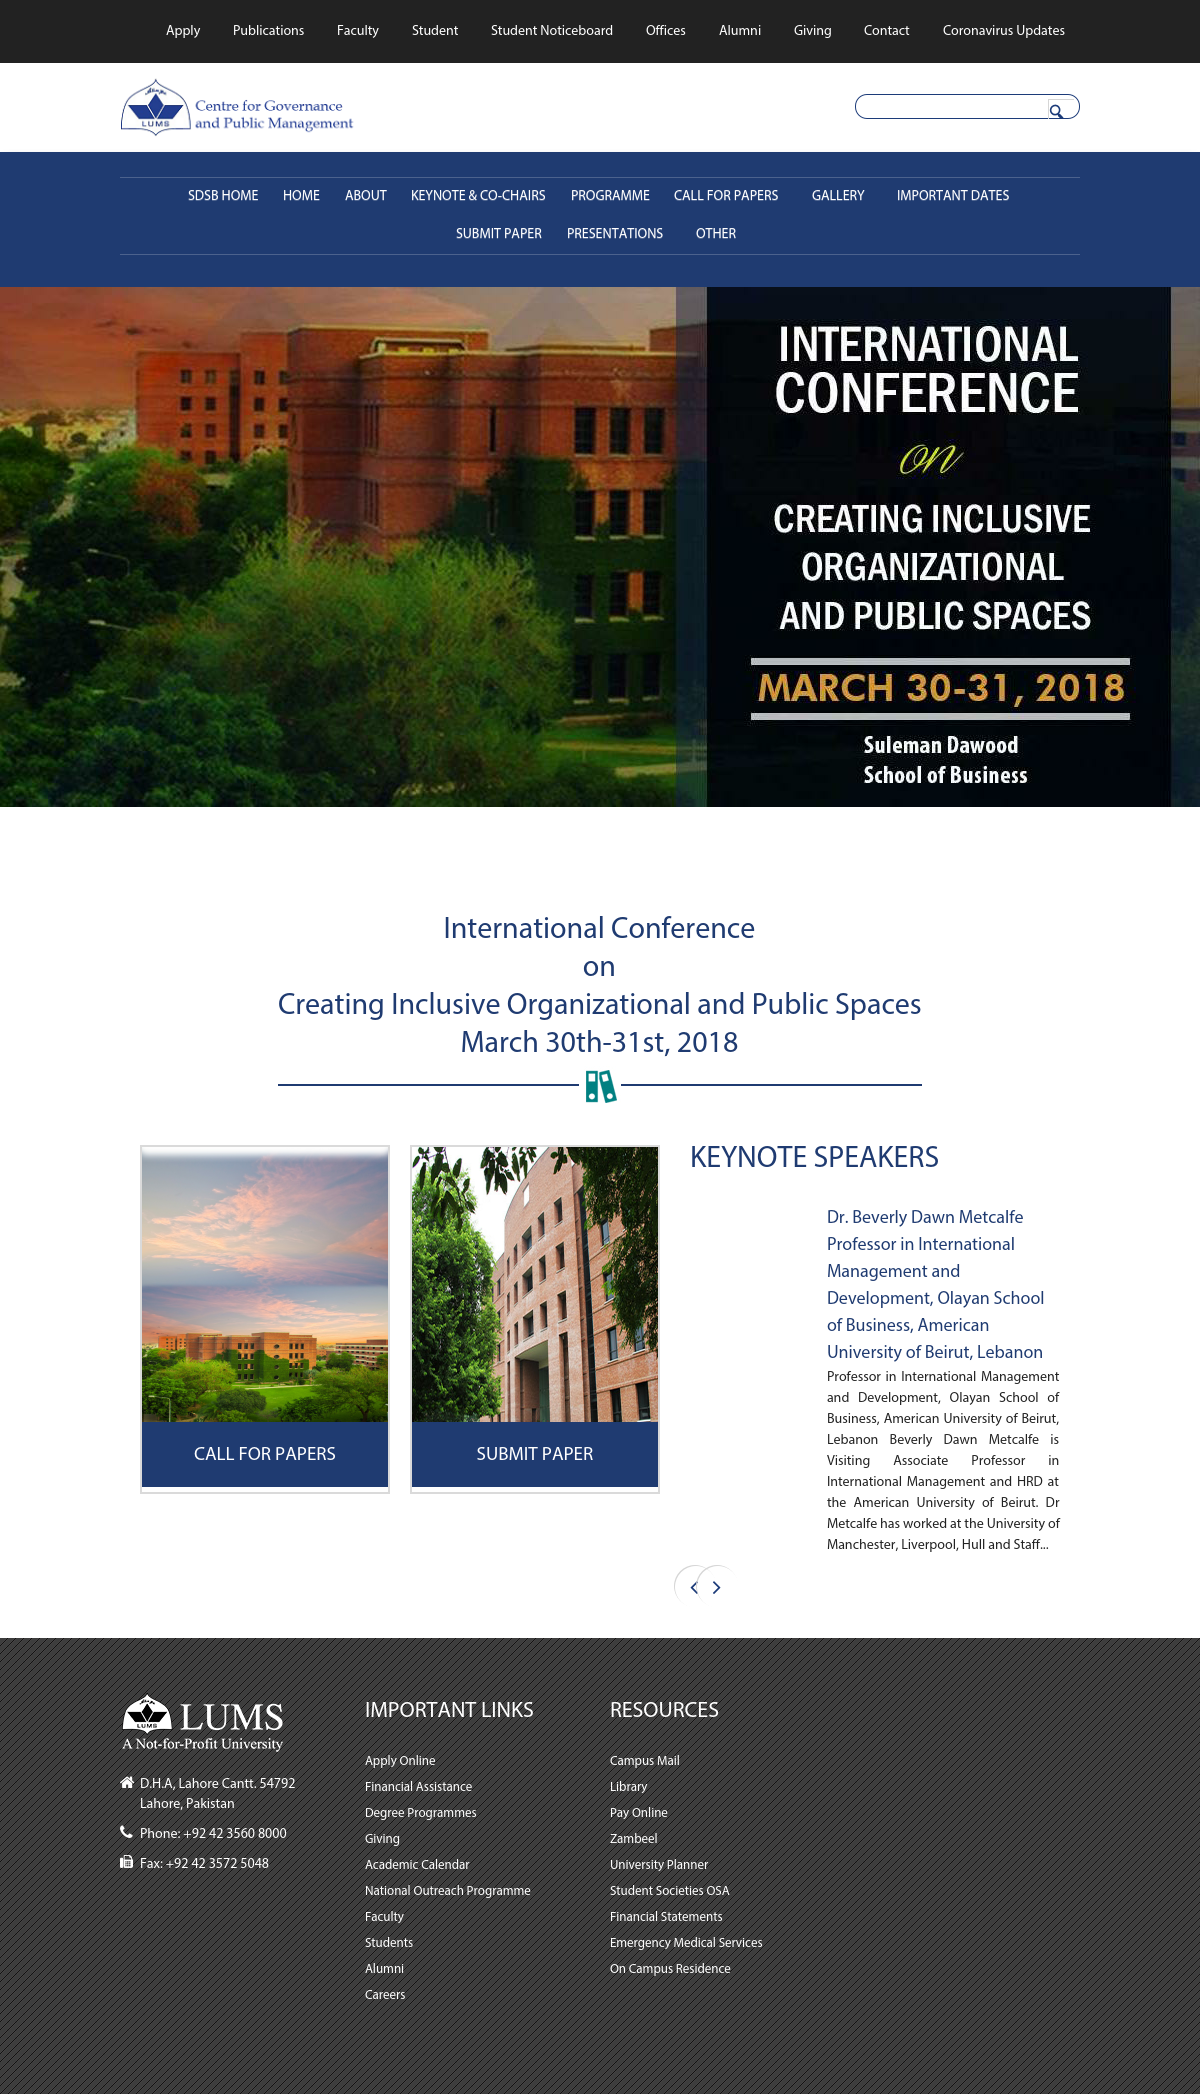 Apply Publications Faculty Student Student Noticeboard Offices Alumni Giving Contact Coronavirus Updates
LUMS
Centre for Governance
and Public Management
SDSB HOME HOME ABOUT KEYNOTE & CO-CHAIRS PROGRAMME CALL FOR PAPERS GALLERY IMPORTANT DATES
SUBMIT PAPER PRESENTATIONS OTHER
INTERNATIONAL
CONFERENCE
on
CREATING INCLUSIVE
ORGANIZATIONAL
AND PUBLIC SPACES
MARCH 30-31, 2018
Suleman Dawood
School of Business
International Conference
on
Creating Inclusive Organizational and Public Spaces
March 30th-31st, 2018
CALL FOR PAPERS
SUBMIT PAPER
KEYNOTE SPEAKERS
Dr. Beverly Dawn Metcalfe
Professor in International
Management and
Development, Olayan School
of Business, American
University of Beirut, Lebanon
Professor in International Management
and Development, Olayan School of
Business, American University of Beirut,
Lebanon Beverly Dawn Metcalfe is
Visiting Associate Professor in
International Management and HRD at
the American University of Beirut. Dr
Metcalfe has worked at the University of
Manchester, Liverpool, Hull and Staff...
LUMS
LUMS
A Not-for-Profit University
D.H.A, Lahore Cantt. 54792
Lahore, Pakistan
Phone: +92 42 3560 8000
Fax: +92 42 3572 5048
IMPORTANT LINKS
Apply Online
Financial Assistance
Degree Programmes
Giving
Academic Calendar
National Outreach Programme
Faculty
Students
Alumni
Careers
RESOURCES
Campus Mail
Library
Pay Online
Zambeel
University Planner
Student Societies OSA
Financial Statements
Emergency Medical Services
On Campus Residence